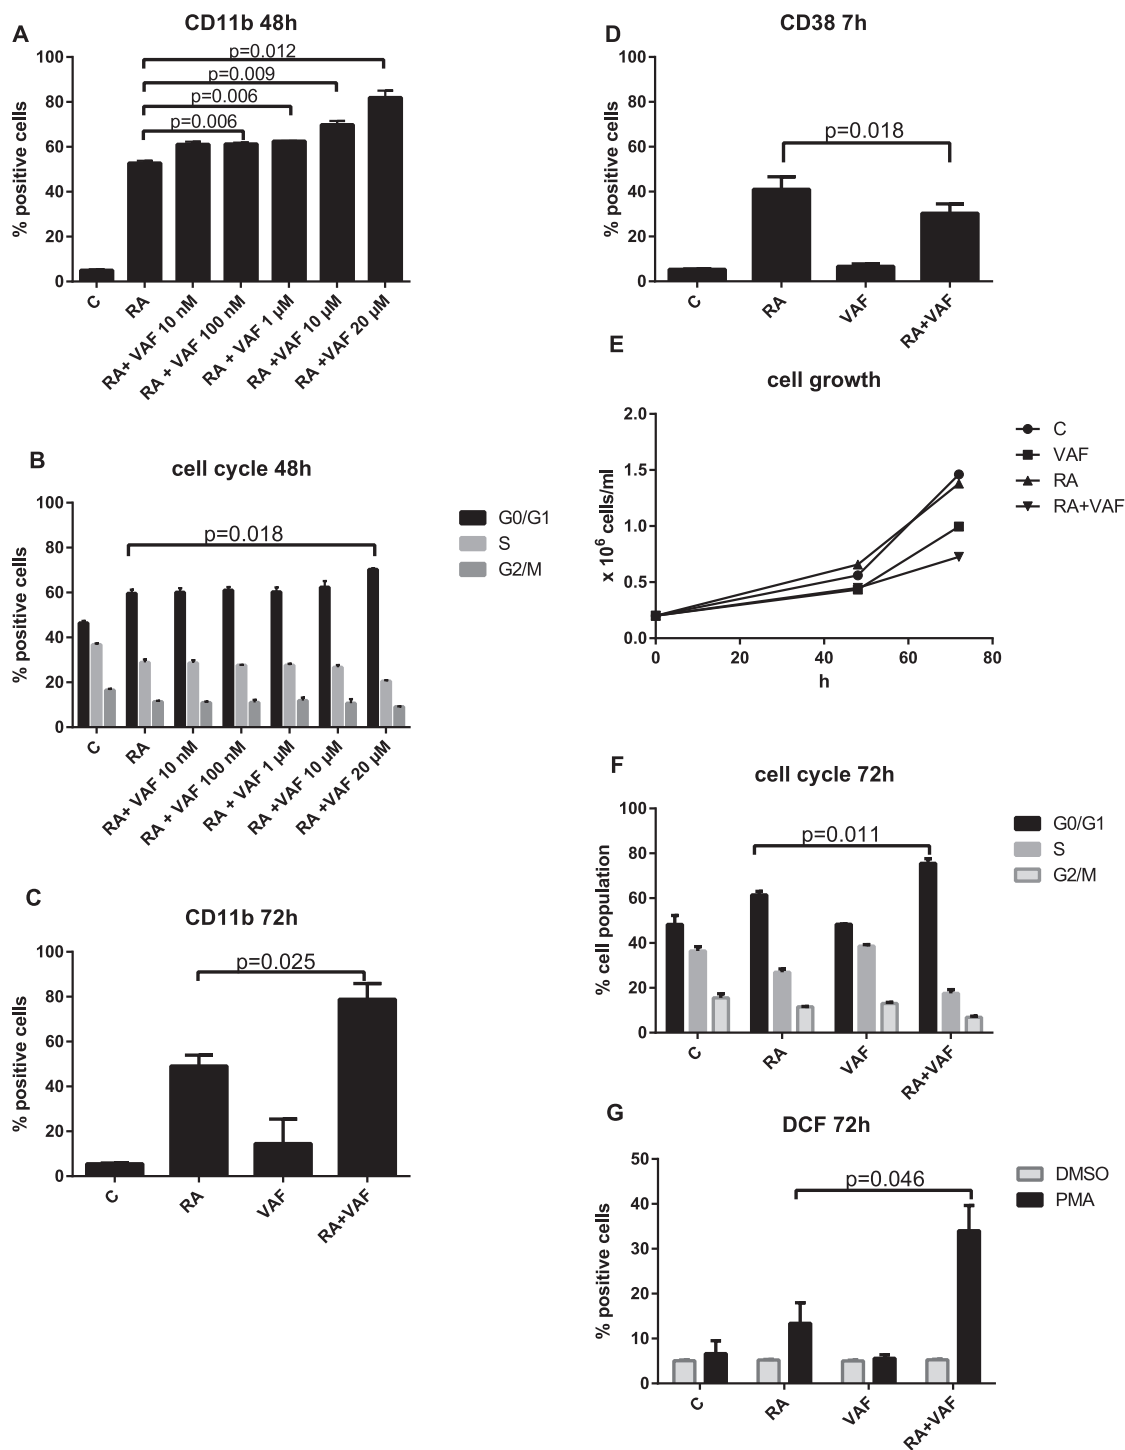 A
CD11b 48h
% positive cells
100
80
60
40
20
0
p=0.012
p=0.009
p=0.006
p=0.006
C
RA
RA+ VAF 10 nM
RA + VAF 100 nM
RA + VAF 1 µM
RA +VAF 10 µM
RA +VAF 20 µM
B
cell cycle 48h
% positive cells
100
80
60
40
20
0
p=0.018
G0/G1
S
G2/M
C
RA
RA+ VAF 10 nM
RA + VAF 100 nM
RA + VAF 1 µM
RA +VAF 10 µM
RA +VAF 20 µM
C
CD11b 72h
% positive cells
100
80
60
40
20
0
p=0.025
C
RA
VAF
RA+VAF
D
CD38 7h
% positive cells
100
80
60
40
20
0
p=0.018
C
RA
VAF
RA+VAF
E
cell growth
x 10⁶ cells/ml
2.0
1.5
1.0
0.5
0.0
0
20
40
60
80
h
C
VAF
RA
RA+VAF
F
cell cycle 72h
% cell population
100
80
60
40
20
0
p=0.011
G0/G1
S
G2/M
C
RA
VAF
RA+VAF
G
DCF 72h
% positive cells
50
40
30
20
10
0
p=0.046
DMSO
PMA
C
RA
VAF
RA+VAF